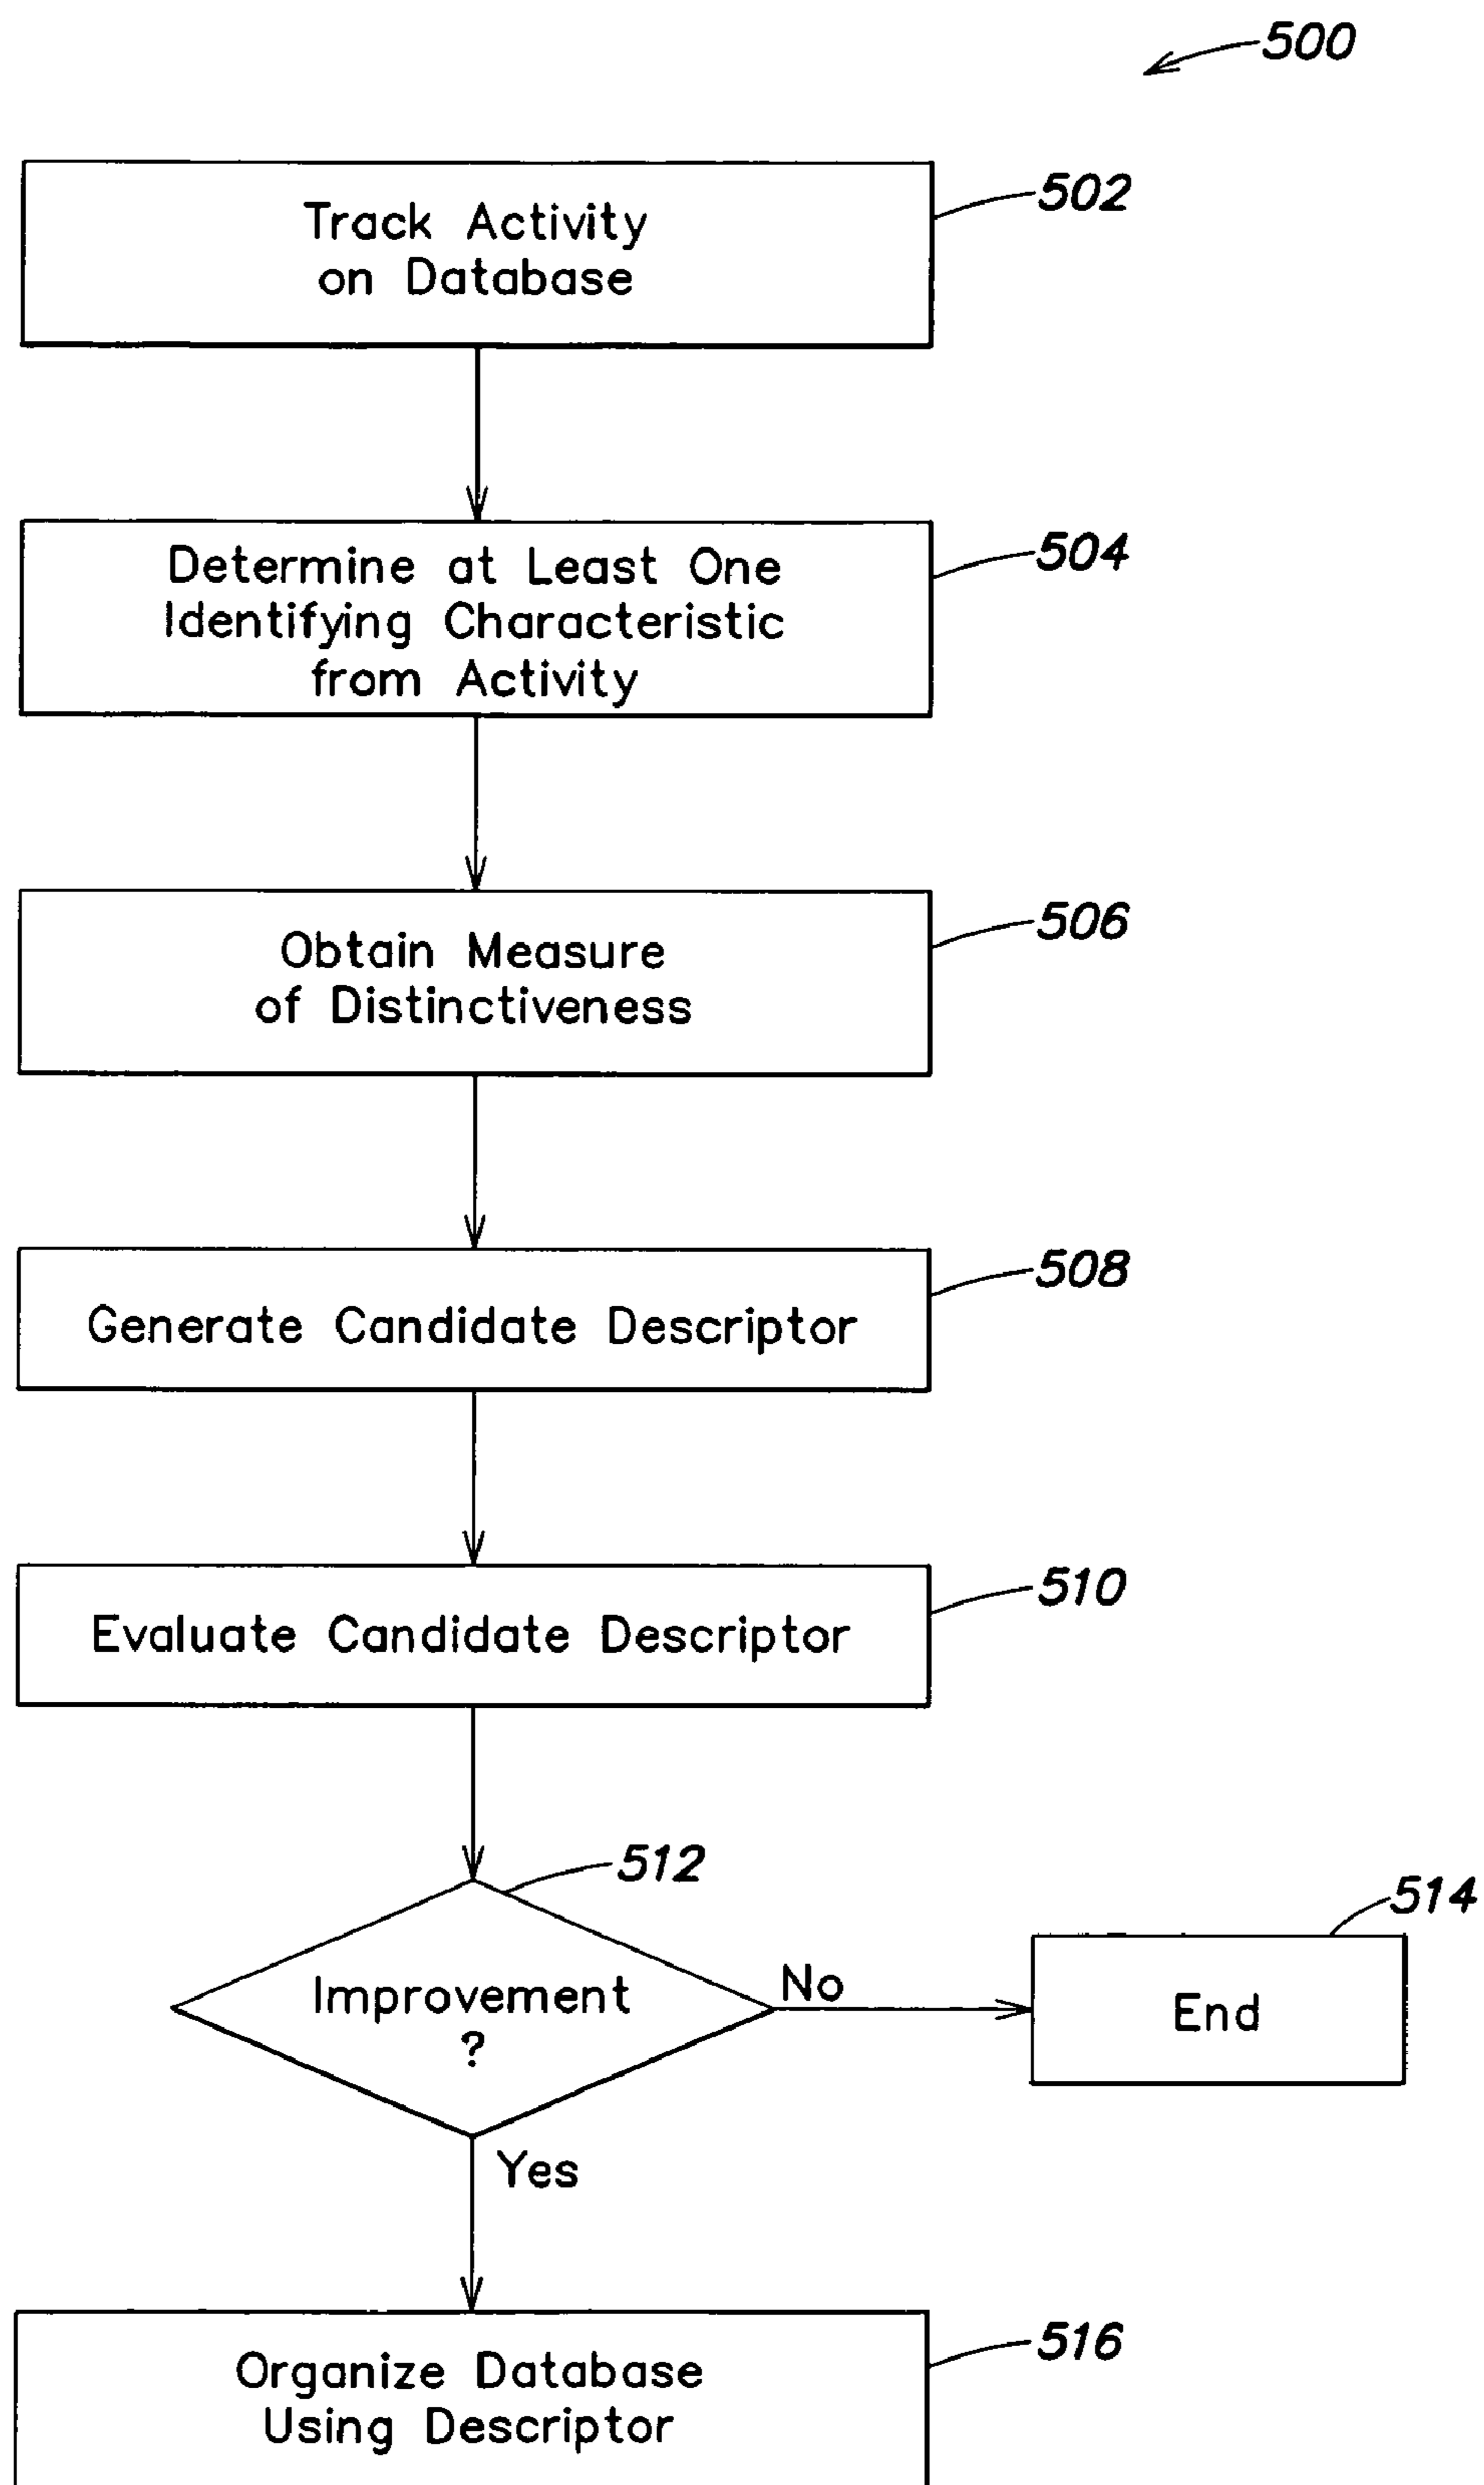 500
Track Activity
on Database
502
Determine at Least One
Identifying Characteristic
from Activity
504
Obtain Measure
of Distinctiveness
506
Generate Candidate Descriptor
508
Evaluate Candidate Descriptor
510
512
Improvement
?
No
514
End
Yes
Organize Database
Using Descriptor
516